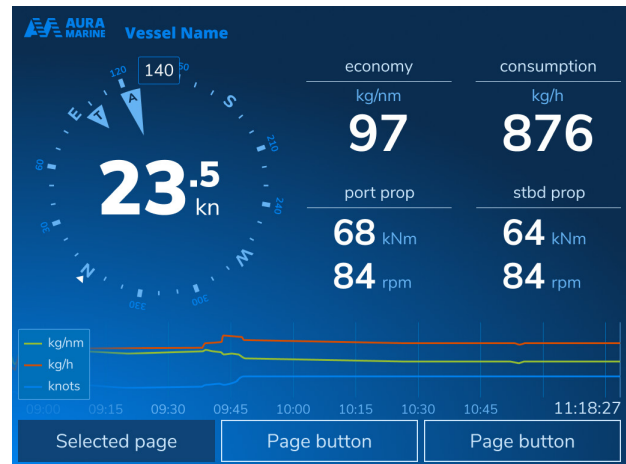 AURA
MARINE
Vessel Name
140
120
S
E
T
A
210
240
W
300
330
N
30
60
23.5
kn
economy
kg/nm
97
consumption
kg/h
876
port prop
68 kNm
84 rpm
stbd prop
64 kNm
84 rpm
kg/nm
kg/h
knots
09:00 09:15 09:30 09:45 10:00 10:15 10:30 10:45 11:18:27
Selected page
Page button
Page button